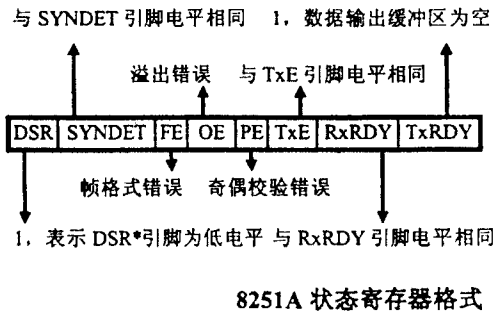 与 SYNDET 引脚电平相同 1，数据输出缓冲区为空
溢出错误 与 TxE 引脚电平相同
DSR SYNDET FE OE PE TxE RxRDY TxRDY
帧格式错误 奇偶校验错误
1，表示 DSR*引脚为低电平 与 RxRDY 引脚电平相同
8251A 状态寄存器格式